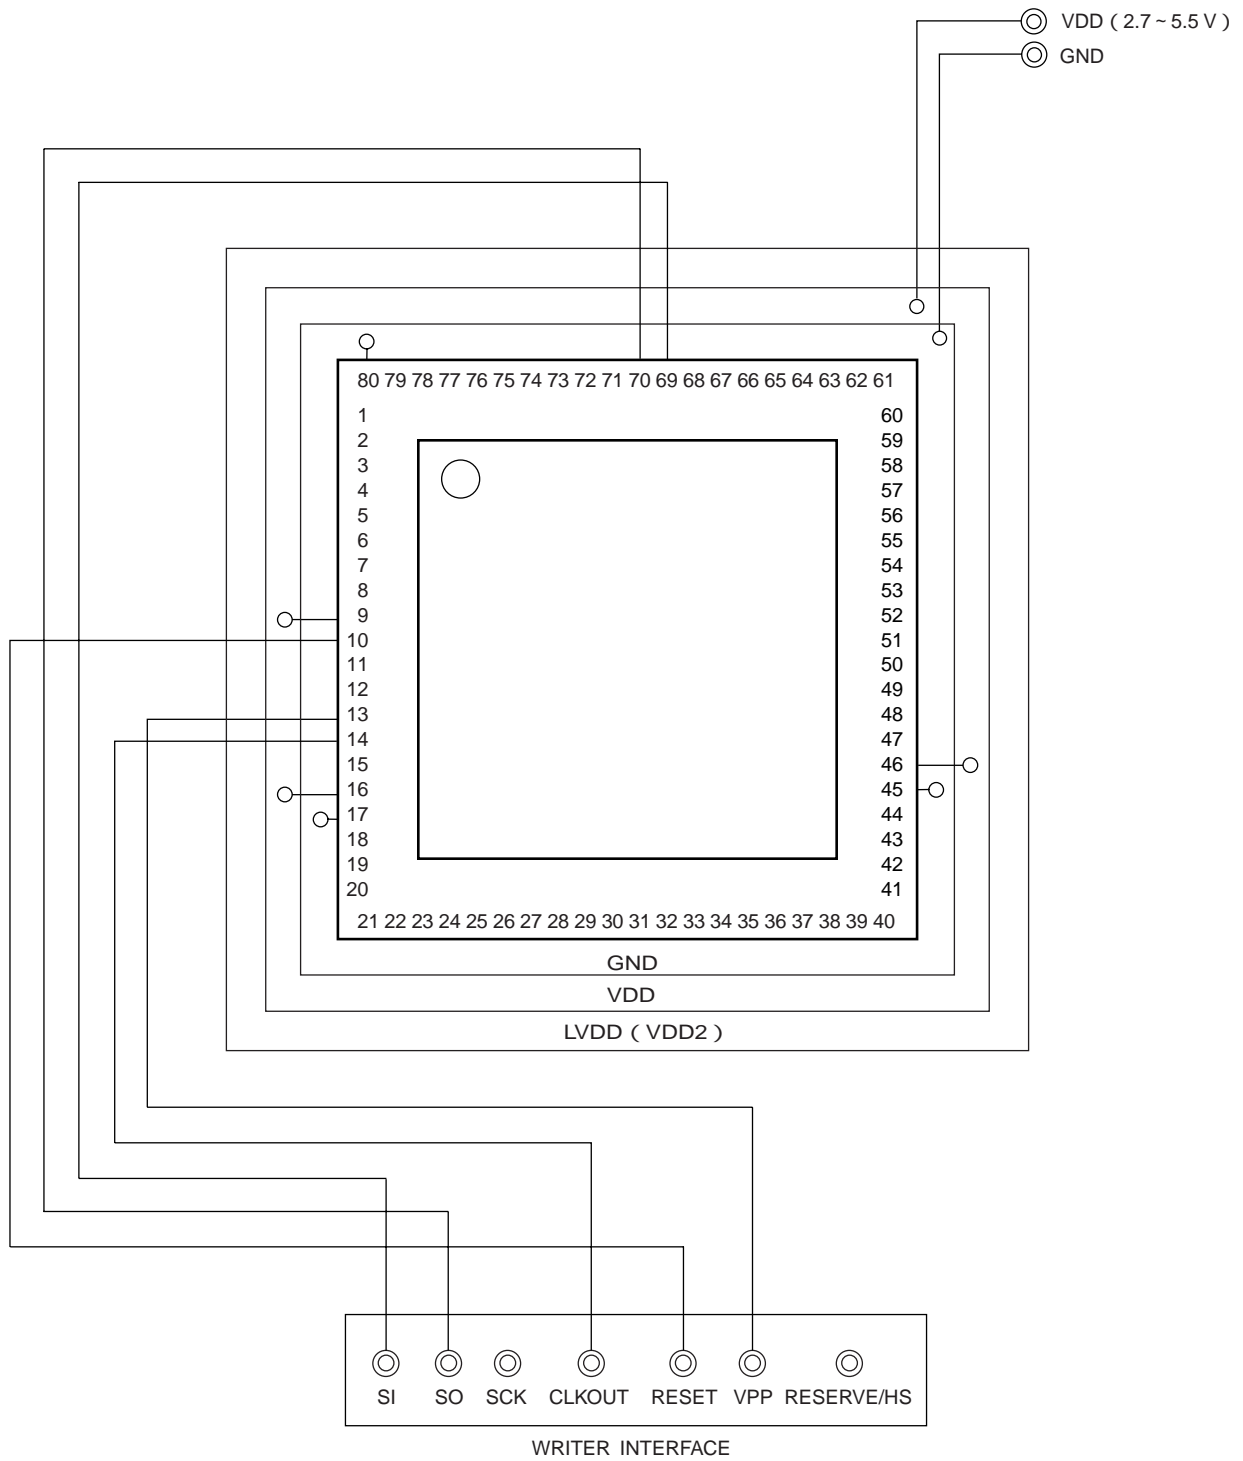 VDD ( 2.7 ~ 5.5 V )
GND
80 79 78 77 76 75 74 73 72 71 70 69 68 67 66 65 64 63 62 61
1 60
2 59
3 58
4 57
5 56
6 55
7 54
8 53
9 52
10 51
11 50
12 49
13 48
14 47
15 46
16 45
17 44
18 43
19 42
20 41
21 22 23 24 25 26 27 28 29 30 31 32 33 34 35 36 37 38 39 40
GND
VDD
LVDD ( VDD2 )
SI SO SCK CLKOUT RESET VPP RESERVE/HS
WRITER INTERFACE